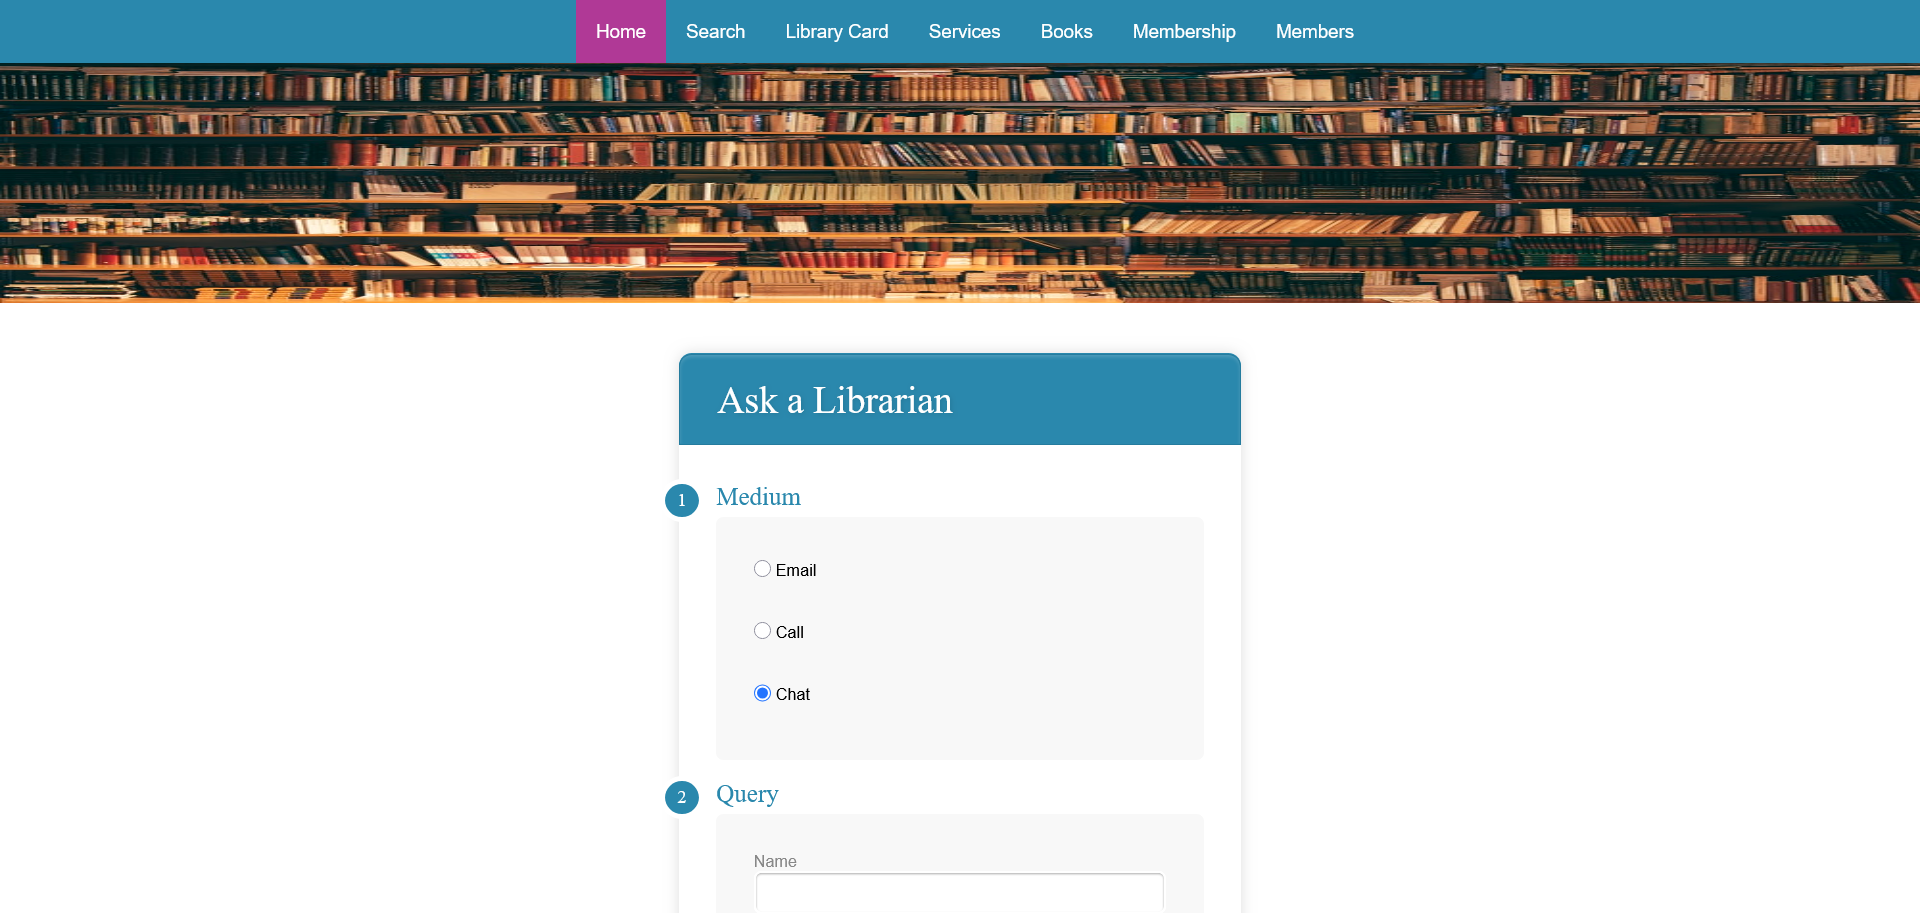 Home Search Library Card Services Books Membership Members
Ask a Librarian
1 Medium
Email
Call
Chat
2 Query
Name